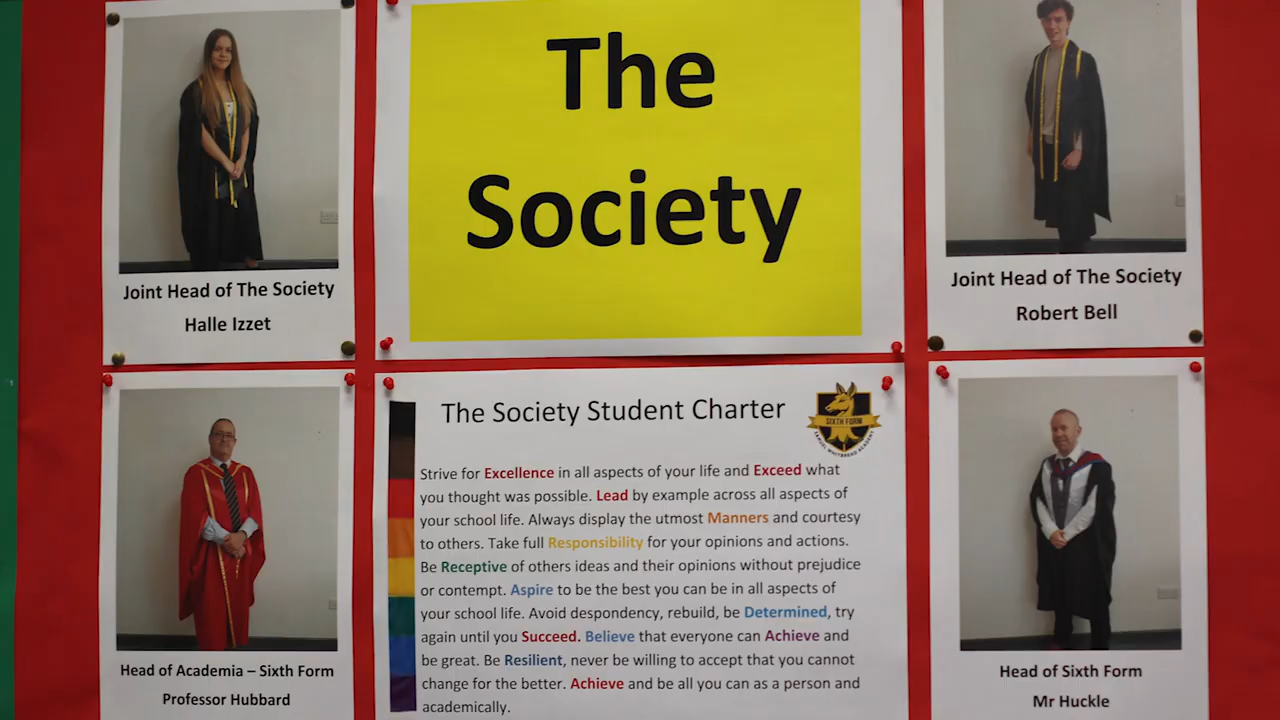 The
Society
Joint Head of The Society
Halle Izzet
Joint Head of The Society
Robert Bell
The Society Student Charter
SIXTH FORM
SAMUEL WHITBREAD ACADEMY
Strive for Excellence in all aspects of your life and Exceed what
you thought was possible. Lead by example across all aspects of
your school life. Always display the utmost Manners and courtesy
to others. Take full Responsibility for your opinions and actions.
Be Receptive of others ideas and their opinions without prejudice
or contempt. Aspire to be the best you can be in all aspects of
your school life. Avoid despondency, rebuild, be Determined, try
again until you Succeed. Believe that everyone can Achieve and
be great. Be Resilient, never be willing to accept that you cannot
change for the better. Achieve and be all you can as a person and
academically.
Head of Academia – Sixth Form
Professor Hubbard
Head of Sixth Form
Mr Huckle